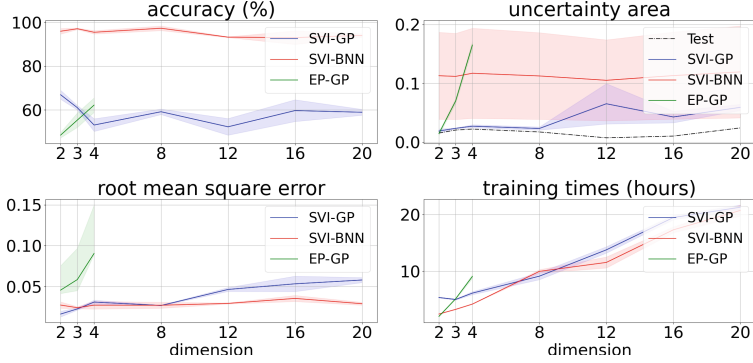 accuracy (%)
100
80
60
2 3 4 8 12 16 20
SVI-GP
SVI-BNN
EP-GP
uncertainty area
0.2
0.1
0.0
2 3 4 8 12 16 20
Test
SVI-GP
SVI-BNN
EP-GP
root mean square error
0.15
0.10
0.05
2 3 4 8 12 16 20
dimension
SVI-GP
SVI-BNN
EP-GP
training times (hours)
20
10
2 3 4 8 12 16 20
dimension
SVI-GP
SVI-BNN
EP-GP